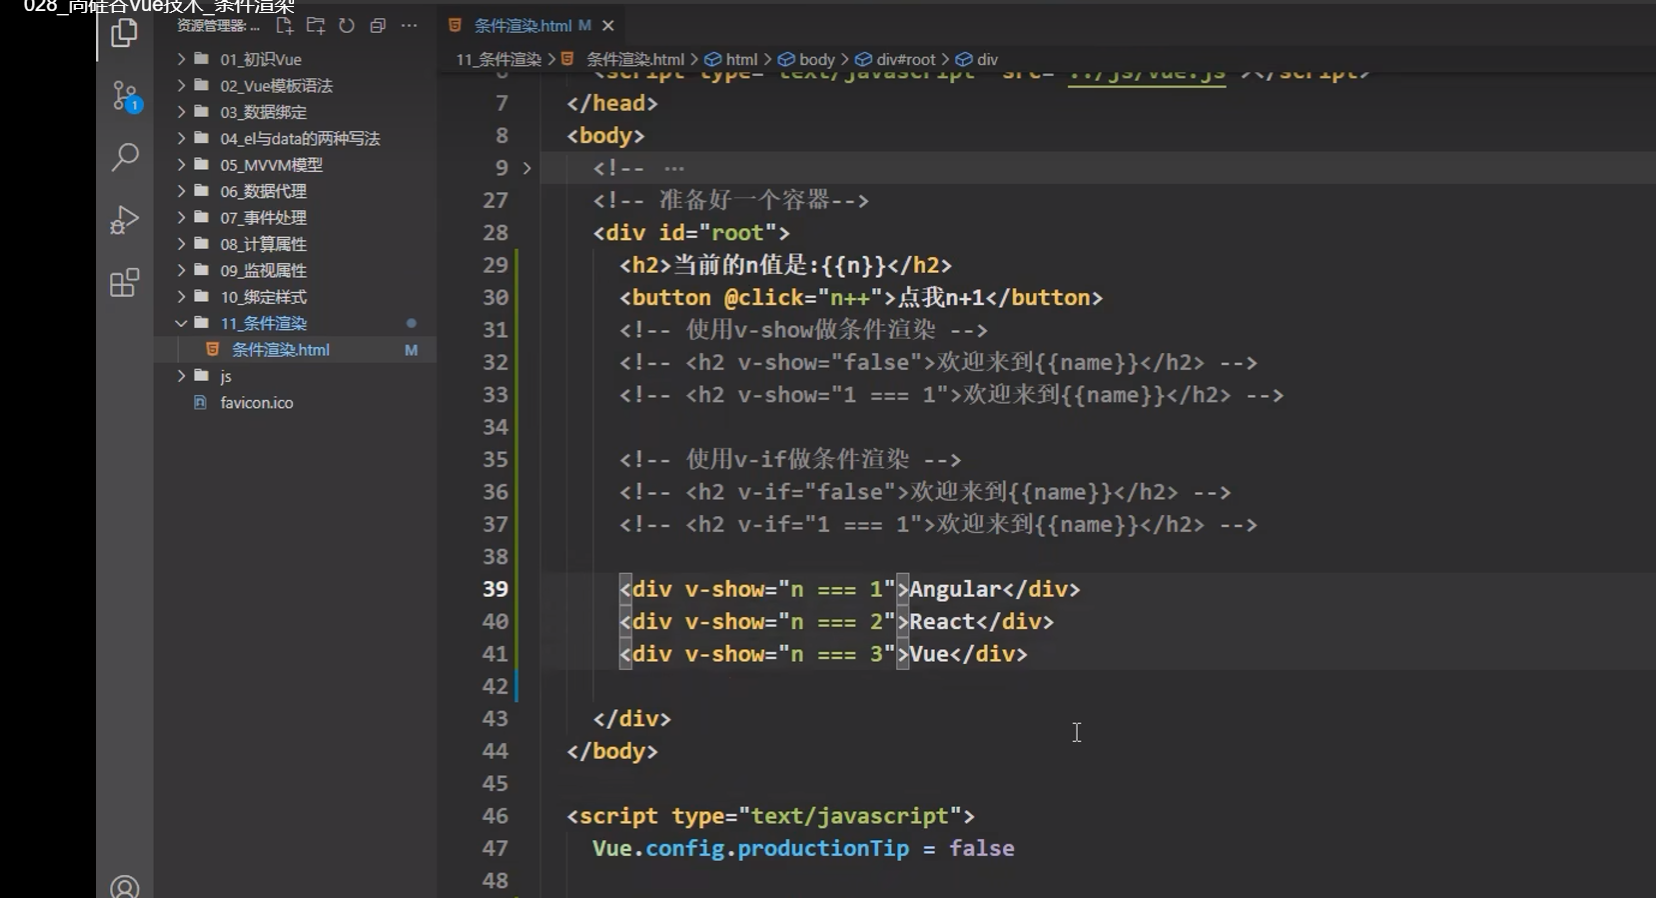 028_尚硅谷Vue技术_条件渲染
资源管理器: ...
01_初识Vue
02_Vue模板语法
03_数据绑定
04_el与data的两种写法
05_MVVM模型
06_数据代理
07_事件处理
08_计算属性
09_监视属性
10_绑定样式
11_条件渲染
条件渲染.html M
js
favicon.ico
1
条件渲染.html M
11_条件渲染 > 条件渲染.html > html > body > div#root > div
6 <script type="text/javascript" src="../js/vue.js"></script>
7 </head>
8 <body>
9 <!-- ...
27 <!-- 准备好一个容器-->
28 <div id="root">
29 <h2>当前的n值是:{{n}}</h2>
30 <button @click="n++">点我n+1</button>
31 <!-- 使用v-show做条件渲染 -->
32 <!-- <h2 v-show="false">欢迎来到{{name}}</h2> -->
33 <!-- <h2 v-show="1 === 1">欢迎来到{{name}}</h2> -->
34
35 <!-- 使用v-if做条件渲染 -->
36 <!-- <h2 v-if="false">欢迎来到{{name}}</h2> -->
37 <!-- <h2 v-if="1 === 1">欢迎来到{{name}}</h2> -->
38
39 <div v-show="n === 1">Angular</div>
40 <div v-show="n === 2">React</div>
41 <div v-show="n === 3">Vue</div>
42
43 </div>
44 </body>
45
46 <script type="text/javascript">
47 Vue.config.productionTip = false
48